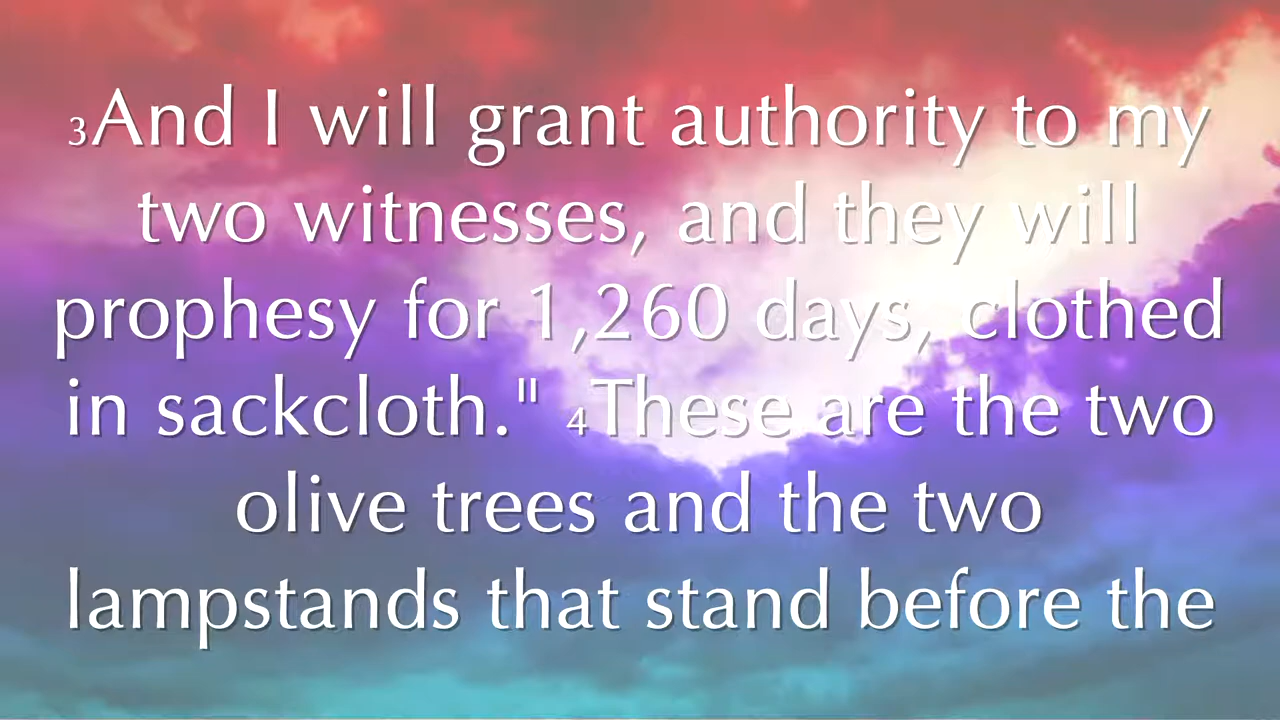 3And I will grant authority to my
two witnesses, and they will
prophesy for 1,260 days, clothed
in sackcloth." 4These are the two
olive trees and the two
lampstands that stand before the